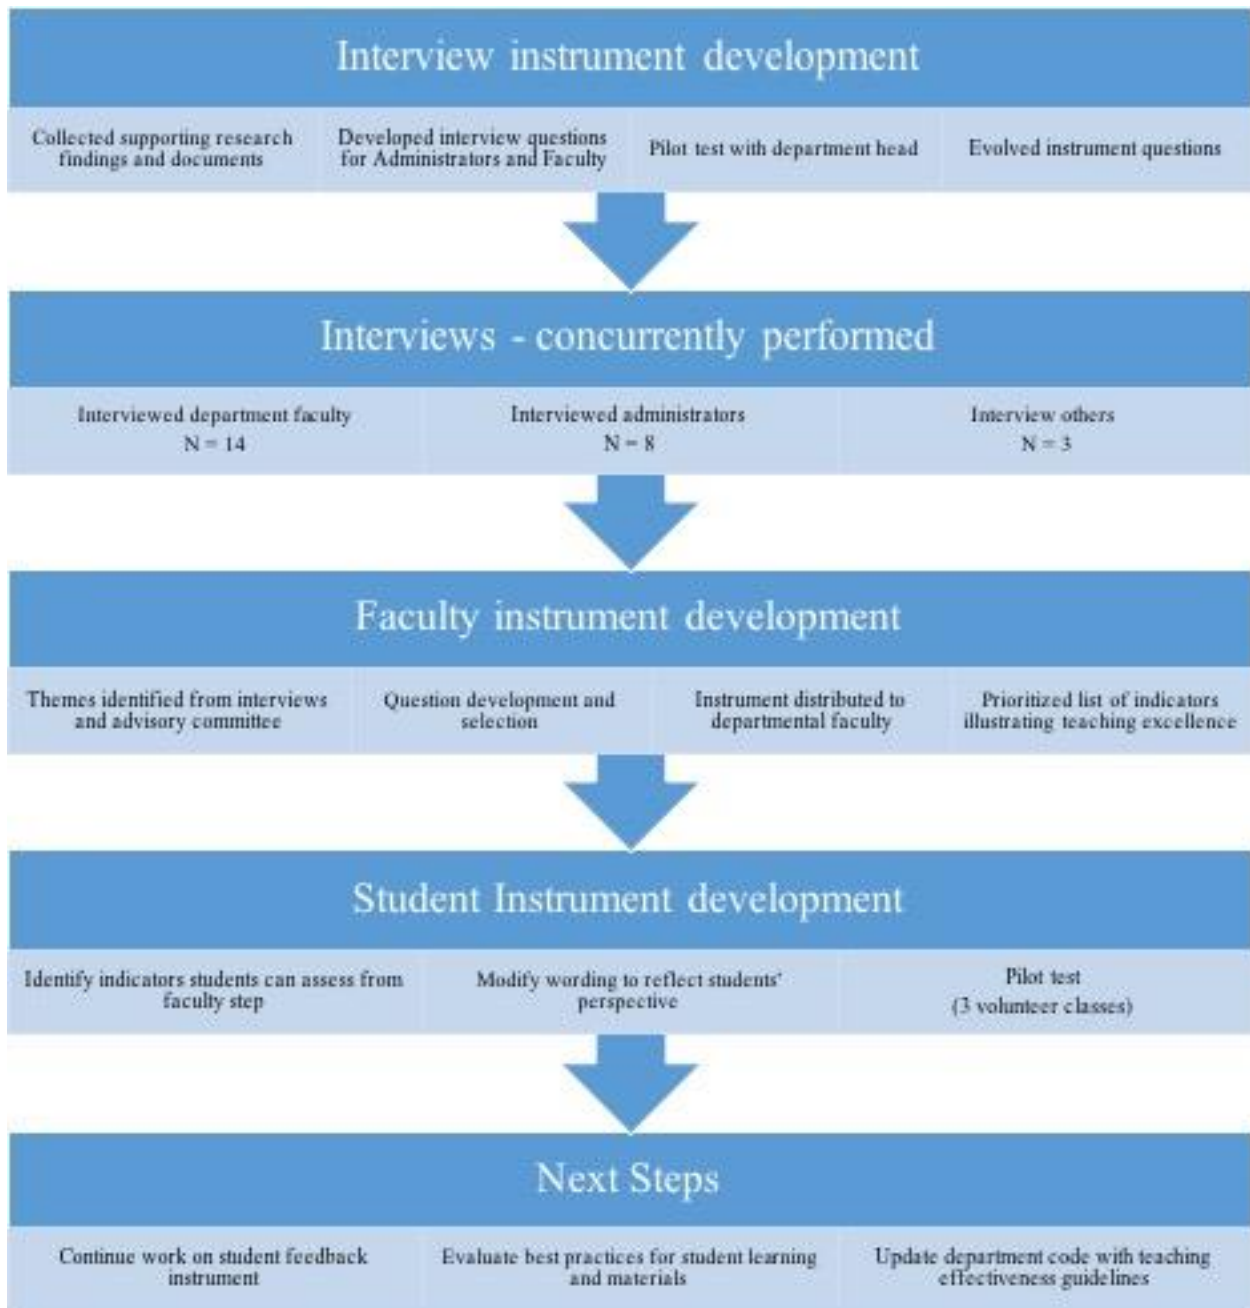 Interview instrument development
Collected supporting research
findings and documents
Developed interview questions
for Administrators and Faculty
Pilot test with department head
Evolved instrument questions
Interviews - concurrently performed
Interviewed department faculty
N = 14
Interviewed administrators
N = 8
Interview others
N = 3
Faculty instrument development
Themes identified from interviews
and advisory committee
Question development and
selection
Instrument distributed to
departmental faculty
Prioritized list of indicators
illustrating teaching excellence
Student Instrument development
Identify indicators students can assess from
faculty step
Modify wording to reflect students'
perspective
Pilot test
(3 volunteer classes)
Next Steps
Continue work on student feedback
instrument
Evaluate best practices for student learning
and materials
Update department code with teaching
effectiveness guidelines